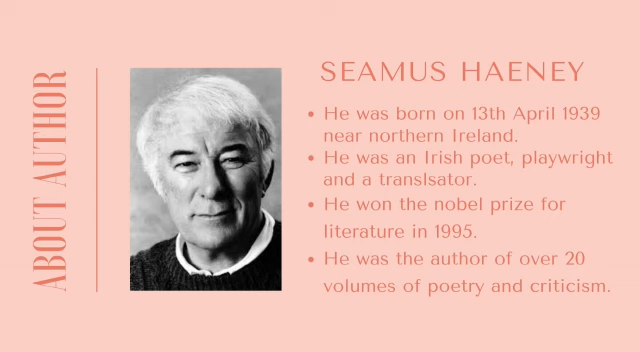 ABOUT AUTHOR
SEAMUS HAENEY
• He was born on 13th April 1939
near northern Ireland.
• He was an Irish poet, playwright
and a translsator.
• He won the nobel prize for
literature in 1995.
• He was the author of over 20
volumes of poetry and criticism.